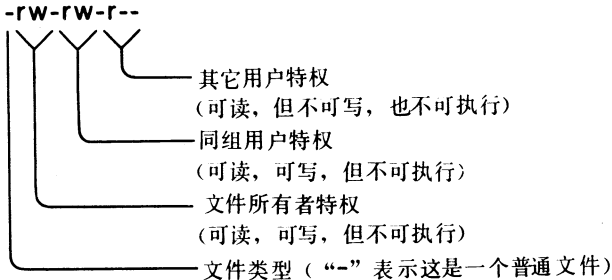 -rw-rw-r--
其它用户特权
(可读，但不可写，也不可执行)
同组用户特权
(可读，可写，但不可执行)
文件所有者特权
(可读，可写，但不可执行)
文件类型 ( “-” 表示这是一个普通文件)